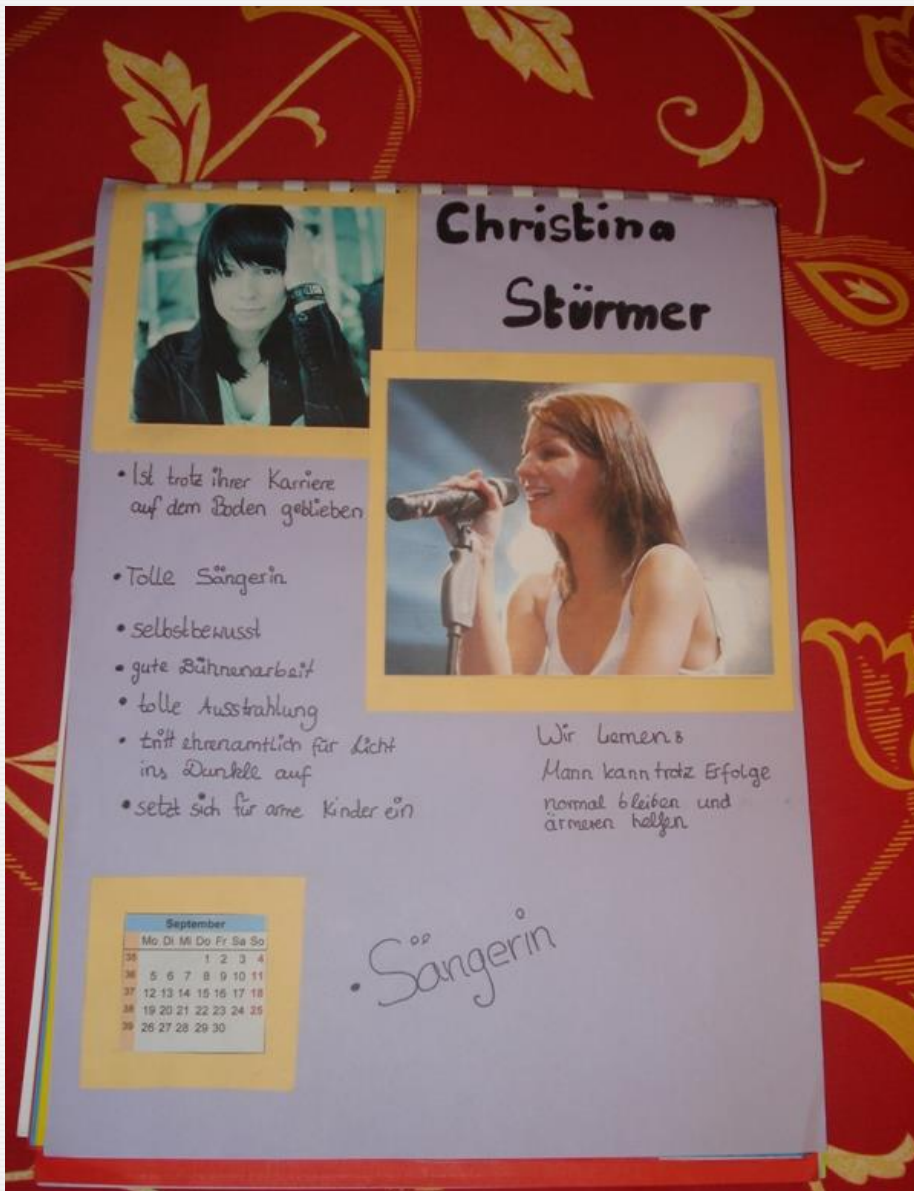 Christina
Stürmer
• Ist trotz ihrer Karriere
auf dem Boden geblieben
• Tolle Sängerin
• selbstbewusst
• gute Bühnenarbeit
• tolle Ausstrahlung
• tritt ehrenamtlich für Licht
ins Dunkle auf
• setzt sich für arme Kinder ein
Wir lernen:
Mann kann trotz Erfolge
normal bleiben und
ärmeren helfen
September
Mo Di Mi Do Fr Sa So
35 1 2 3 4
36 5 6 7 8 9 10 11
37 12 13 14 15 16 17 18
38 19 20 21 22 23 24 25
39 26 27 28 29 30
• Sängerin